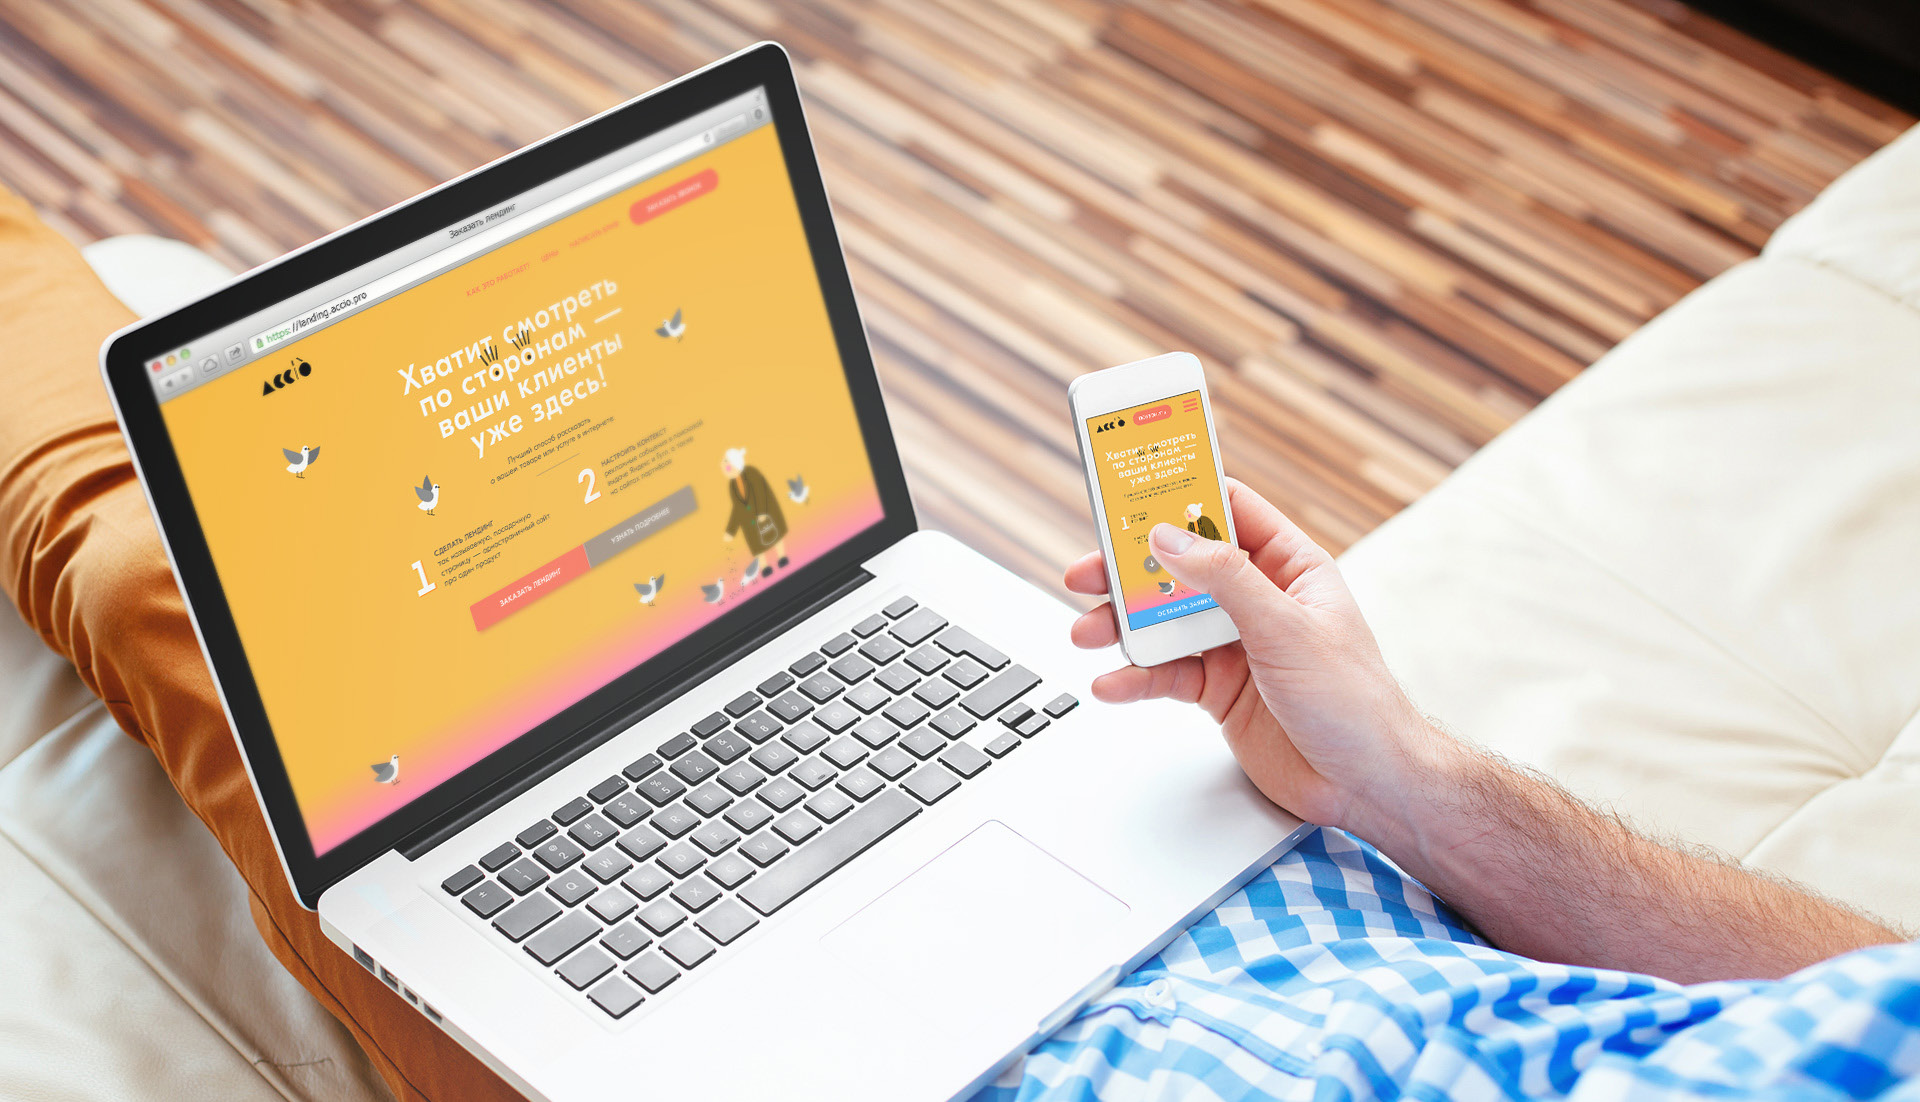 Заказать лендинг
https://landing.accio.pro
ACCIO
КАК ЭТО РАБОТАЕТ?
ЦЕНЫ
НАПИСАТЬ
ЗАКАЗАТЬ ЗВОНОК
Хватит смотреть
по сторонам —
ваши клиенты
уже здесь!
Лучший способ рассказать
о вашем товаре или услуге в интернете
1
СДЕЛАТЬ ЛЕНДИНГ
так называемую, посадочную
страницу — одностраничный сайт
про один продукт
2
НАСТРОИТЬ КОНТЕКСТ
рекламные объявления в поисковой
выдаче Яндекс и Гугл, а также
на сайтах партнёрах
ЗАКАЗАТЬ ЛЕНДИНГ
УЗНАТЬ ПОДРОБНЕЕ
ACCIO
Хватит смотреть
по сторонам —
ваши клиенты
уже здесь!
1
ОСТАВИТЬ ЗАЯВКУ